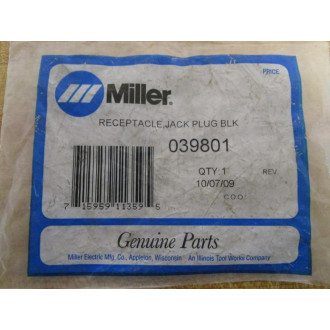 PRICE
Miller®
RECEPTACLE,JACK PLUG BLK
039801
QTY:1 REV.
10/07/09
C.O.O.
7 15959 11359 5
Genuine Parts
Miller Electric Mfg. Co., Appleton, Wisconsin An Illinois Tool Works Company